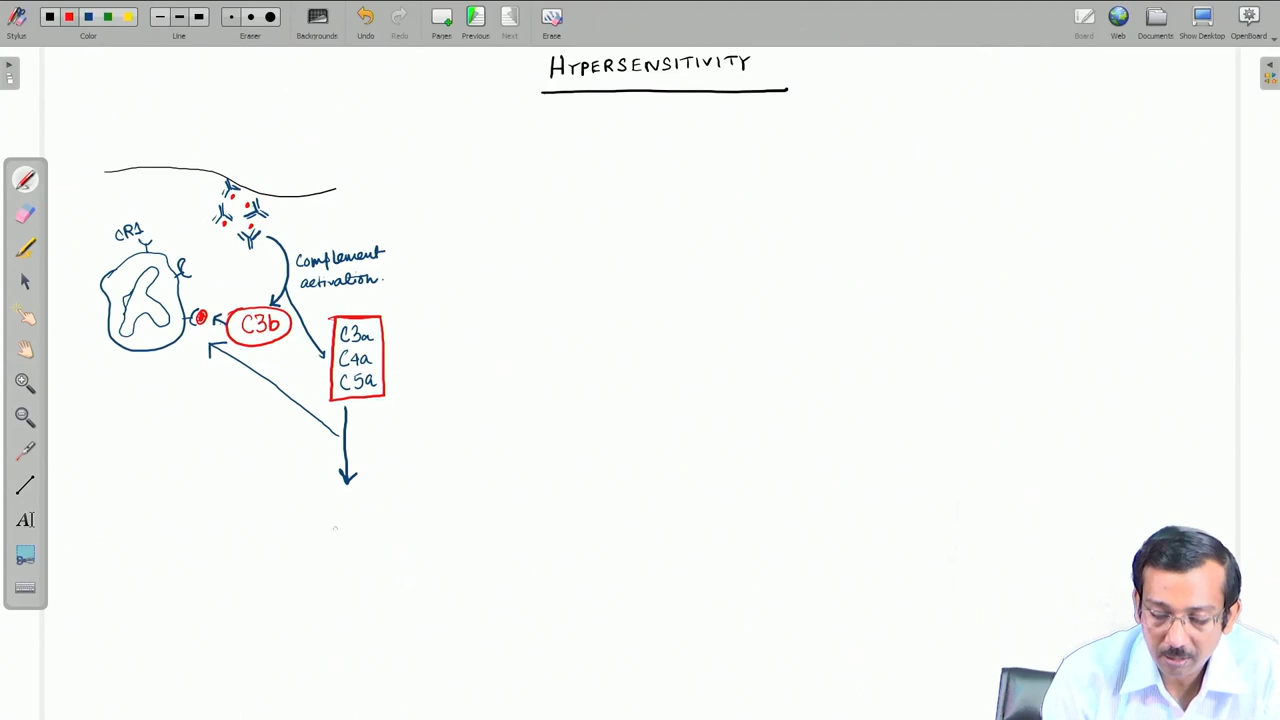 Stylus
Color
Line
Eraser
Backgrounds
Undo
Redo
Pages
Previous
Next
Erase
Board
Web
Documents
Show Desktop
OpenBoard
HYPERSENSITIVITY
CR1
Complement
activation.
C3b
C3a
C4a
C5a